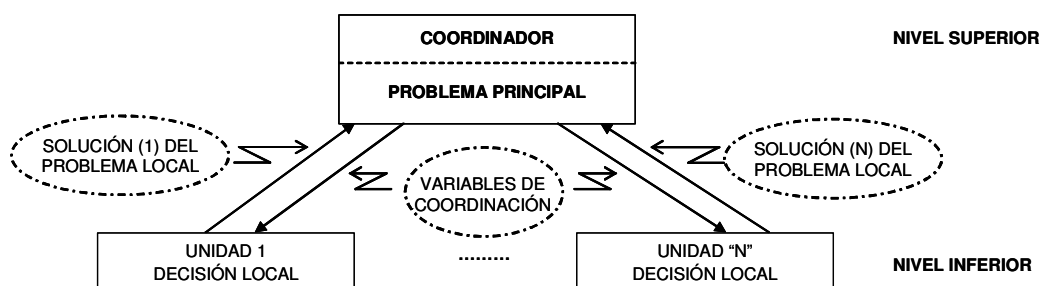 COORDINADOR
NIVEL SUPERIOR
PROBLEMA PRINCIPAL
SOLUCIÓN (1) DEL
PROBLEMA LOCAL
VARIABLES DE
COORDINACIÓN
SOLUCIÓN (N) DEL
PROBLEMA LOCAL
UNIDAD 1
DECISIÓN LOCAL
.........
UNIDAD “N”
DECISIÓN LOCAL
NIVEL INFERIOR